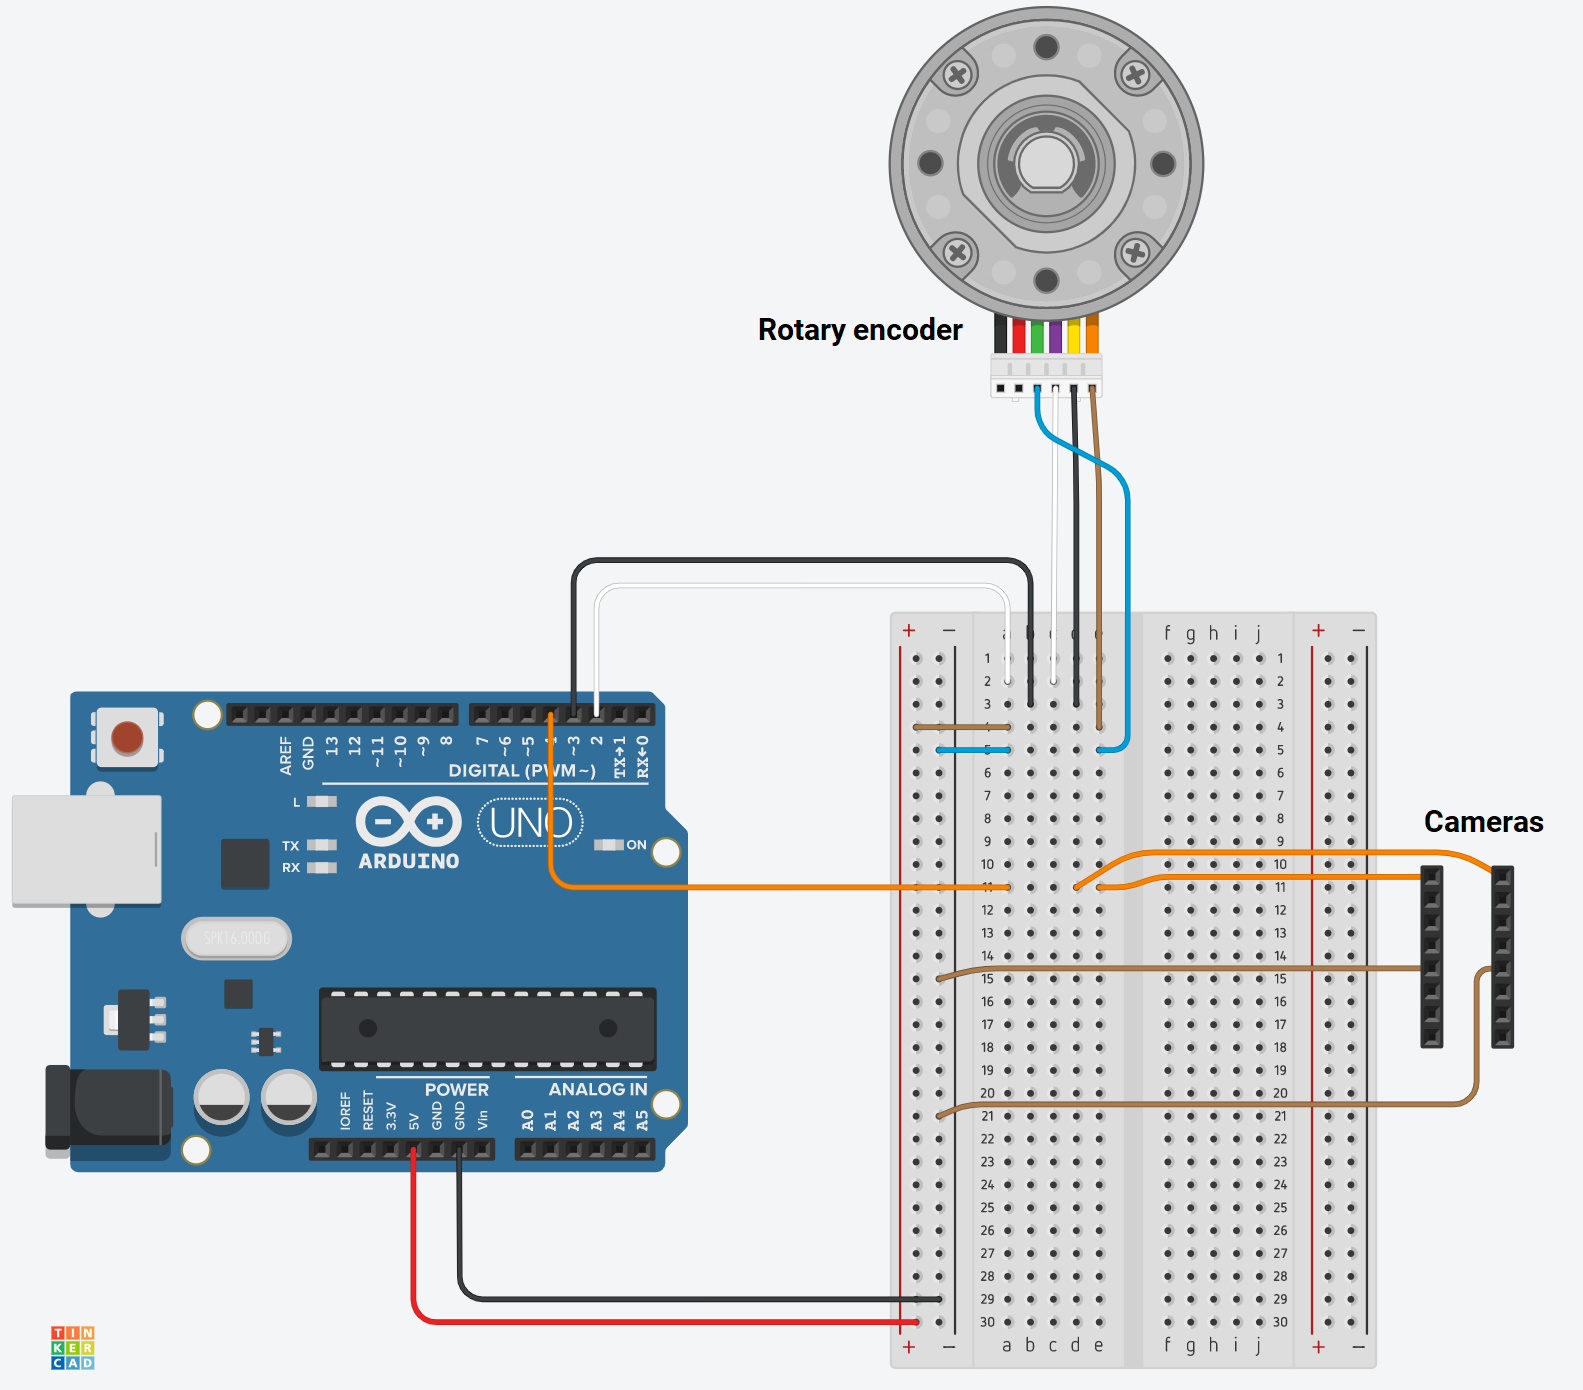 Rotary encoder
+ − a b c d e f g h i j + −
1 1
2 2
3 3
4 4
5 5
6 6
7 7
8 8
9 9
10 10
11 11
12 12
13 13
14 14
15 15
16 16
17 17
18 18
19 19
20 20
21 21
22 22
23 23
24 24
25 25
26 26
27 27
28 28
29 29
30 30
+ − a b c d e f g h i j + −
Cameras
AREF
GND
13
12
~11
~10
~9
8
7
~6
~5
~3
2
TX→1
RX←0
DIGITAL (PWM~)
L
TX
RX
UNO
ARDUINO
ON
SPK16.000G
POWER
ANALOG IN
IOREF
RESET
3.3V
5V
GND
GND
Vin
A0
A1
A2
A3
A4
A5
TIN
KER
CAD